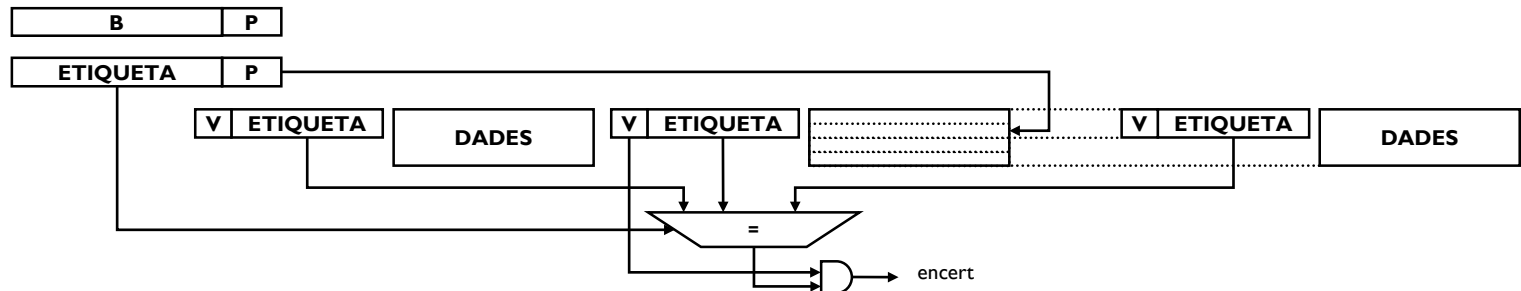 B P
ETIQUETA P
V ETIQUETA DADES V ETIQUETA V ETIQUETA DADES
=
encert